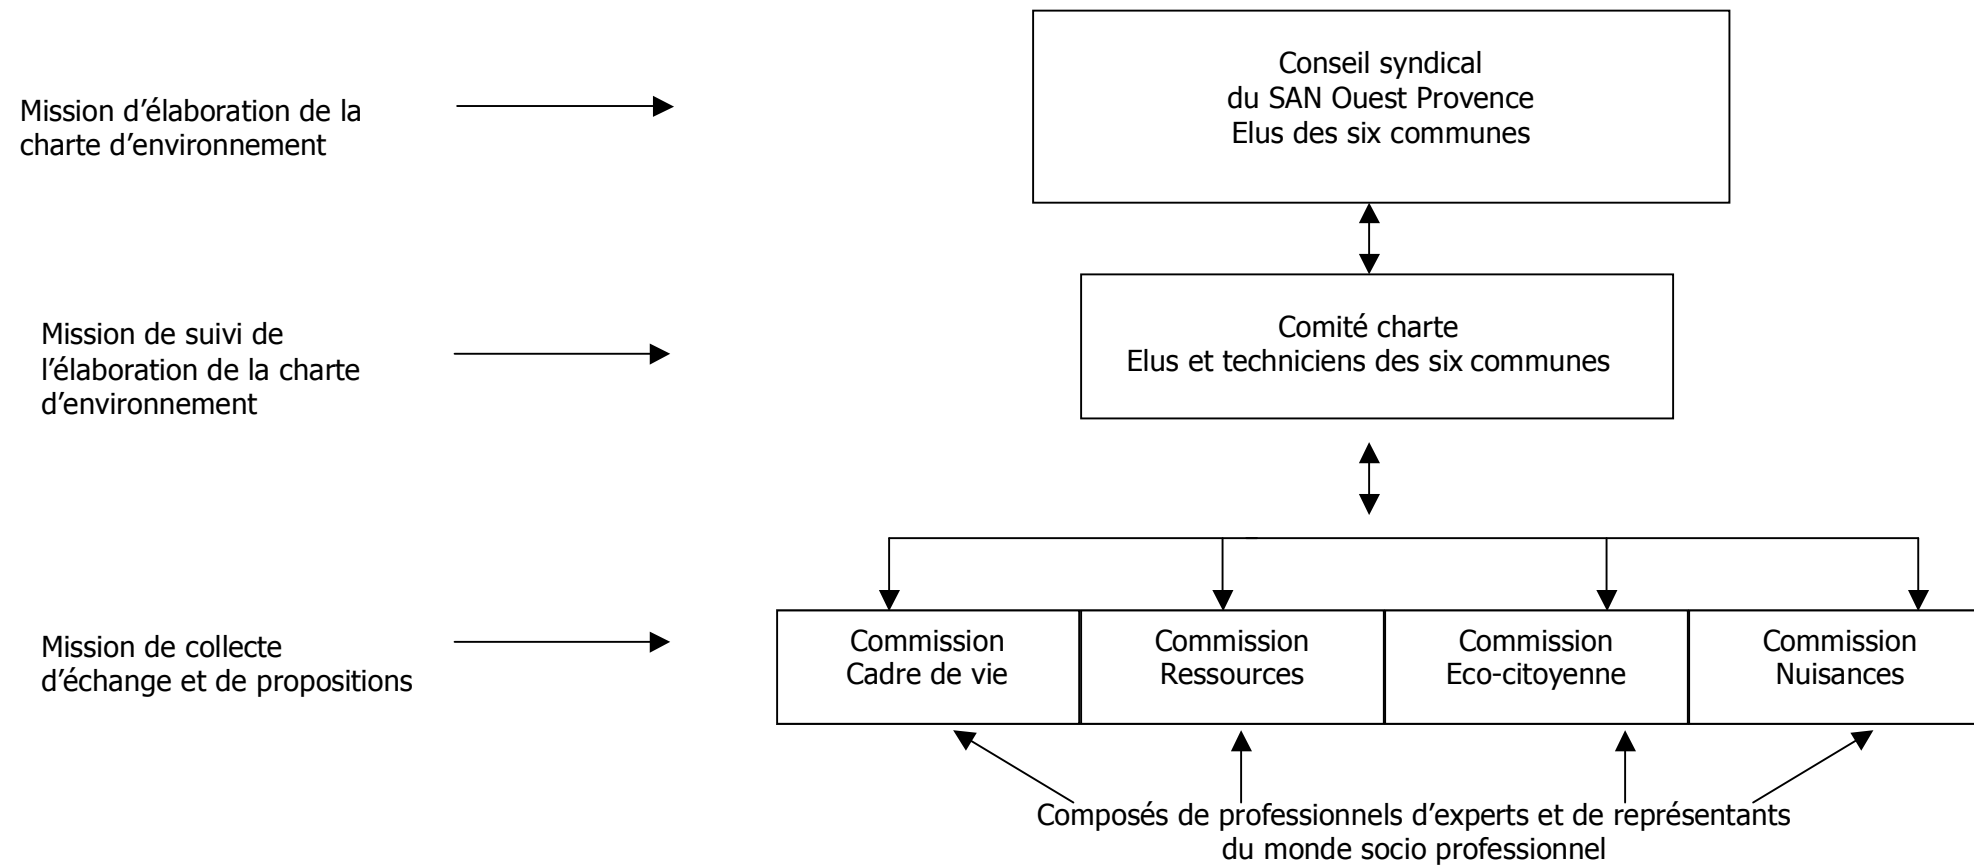 Mission d’élaboration de la
charte d’environnement
Conseil syndical
du SAN Ouest Provence
Elus des six communes
Mission de suivi de
l’élaboration de la charte
d’environnement
Comité charte
Elus et techniciens des six communes
Mission de collecte
d’échange et de propositions
Commission
Cadre de vie
Commission
Ressources
Commission
Eco-citoyenne
Commission
Nuisances
Composés de professionnels d’experts et de représentants
du monde socio professionnel